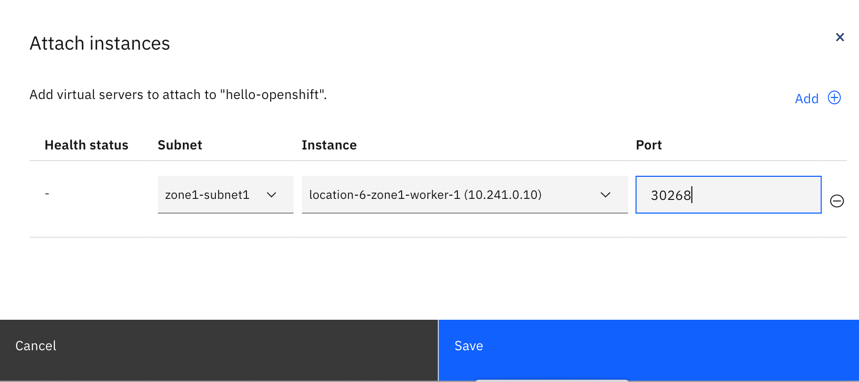 Attach instances
Add virtual servers to attach to "hello-openshift".
Add
Health status Subnet Instance Port
- zone1-subnet1 location-6-zone1-worker-1 (10.241.0.10) 30268
Cancel Save